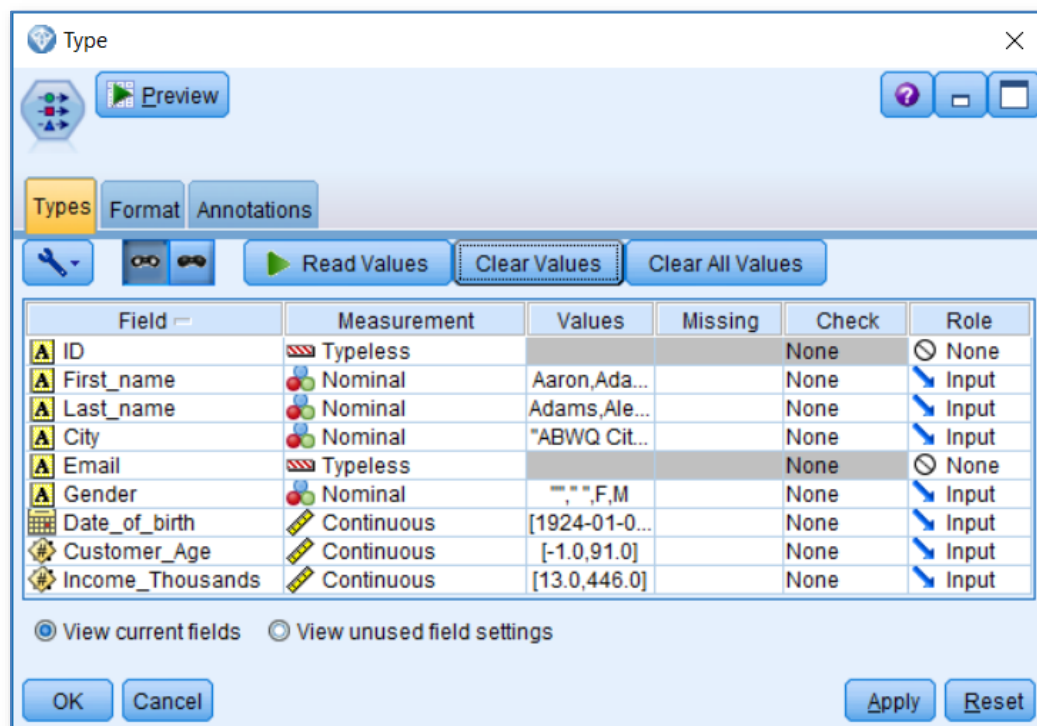 Type
Preview
Types Format Annotations
Read Values Clear Values Clear All Values
Field Measurement Values Missing Check Role
A ID Typeless None None
A First_name Nominal Aaron,Ada... None Input
A Last_name Nominal Adams,Ale... None Input
A City Nominal "ABWQ Cit... None Input
A Email Typeless None None
A Gender Nominal ""," ",F,M None Input
Date_of_birth Continuous [1924-01-0... None Input
# Customer_Age Continuous [-1.0,91.0] None Input
# Income_Thousands Continuous [13.0,446.0] None Input
View current fields View unused field settings
OK Cancel Apply Reset